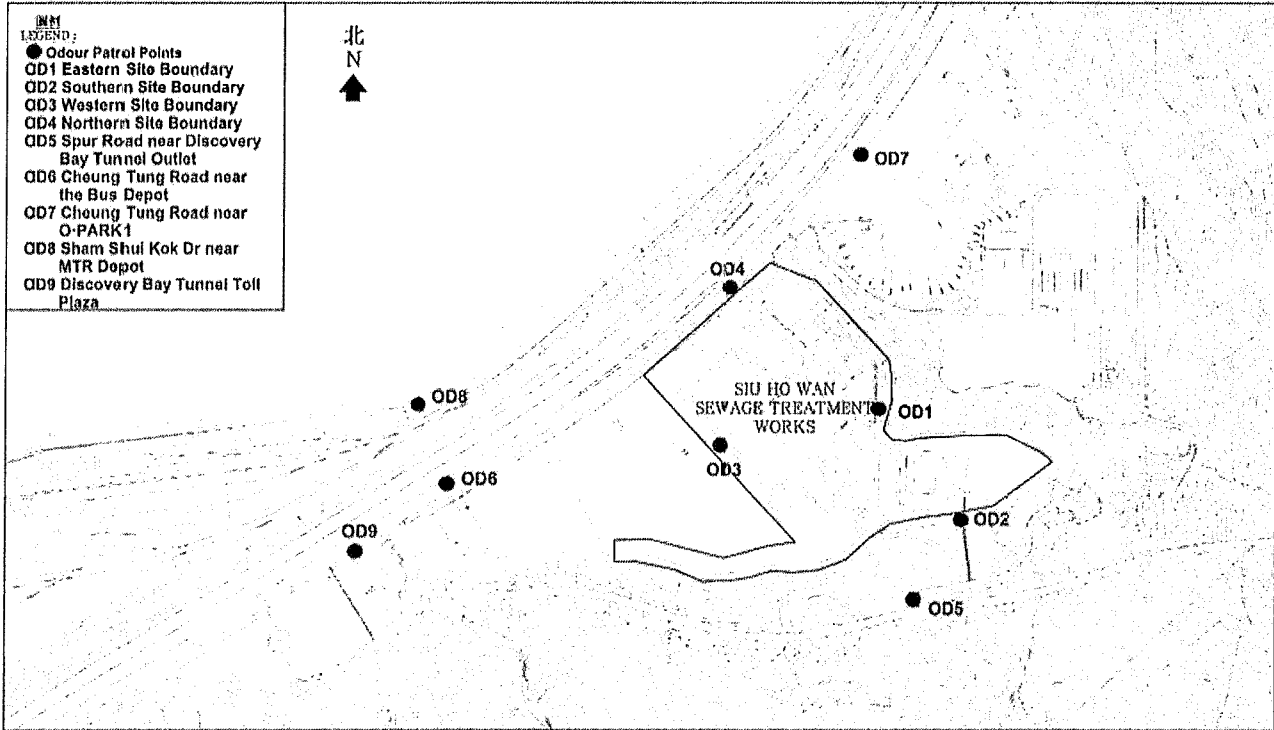 LEGEND:
Odour Patrol Points
OD1 Eastern Site Boundary
OD2 Southern Site Boundary
OD3 Western Site Boundary
OD4 Northern Site Boundary
OD5 Spur Road near Discovery
Bay Tunnel Outlet
OD6 Cheung Tung Road near
the Bus Depot
OD7 Cheung Tung Road near
O-PARK1
OD8 Sham Shui Kok Dr near
MTR Depot
OD9 Discovery Bay Tunnel Toll
Plaza
北
N
OD7
OD4
OD8
SIU HO WAN
SEWAGE TREATMENT
WORKS
OD1
OD3
OD6
OD2
OD9
OD5